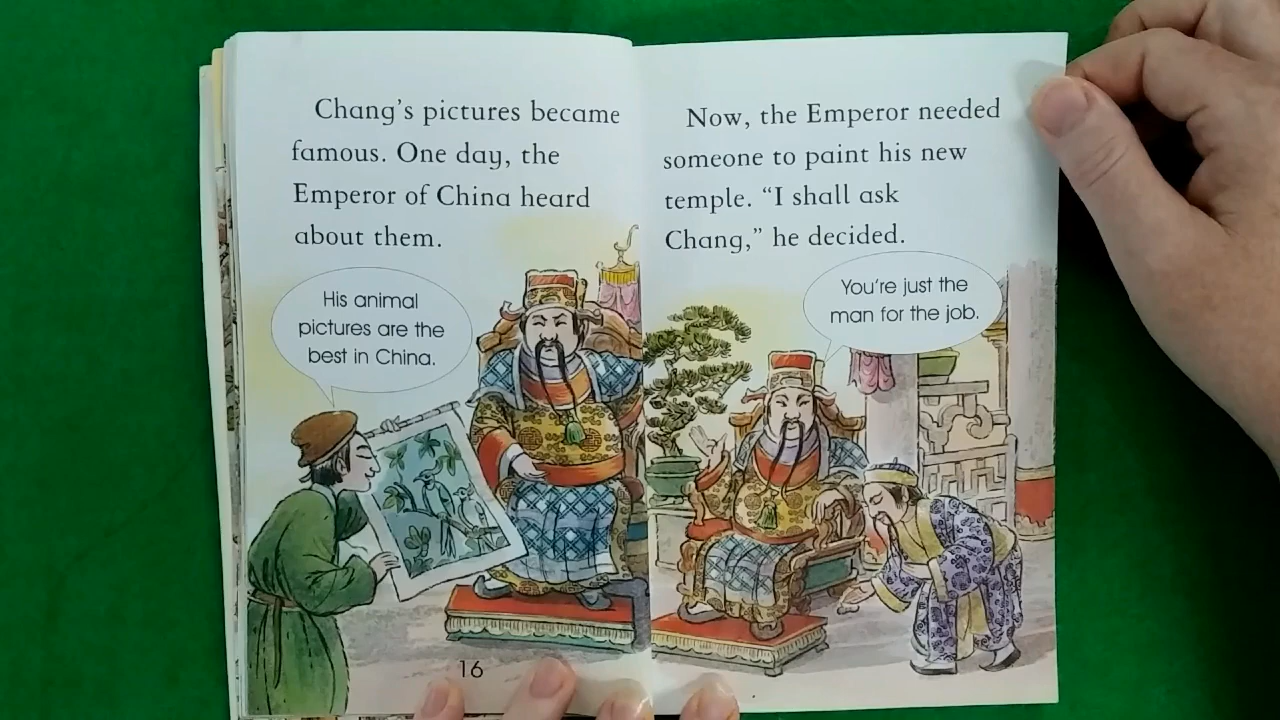 Chang's pictures became
famous. One day, the
Emperor of China heard
about them.
His animal
pictures are the
best in China.
16
Now, the Emperor needed
someone to paint his new
temple. “I shall ask
Chang,” he decided.
You're just the
man for the job.